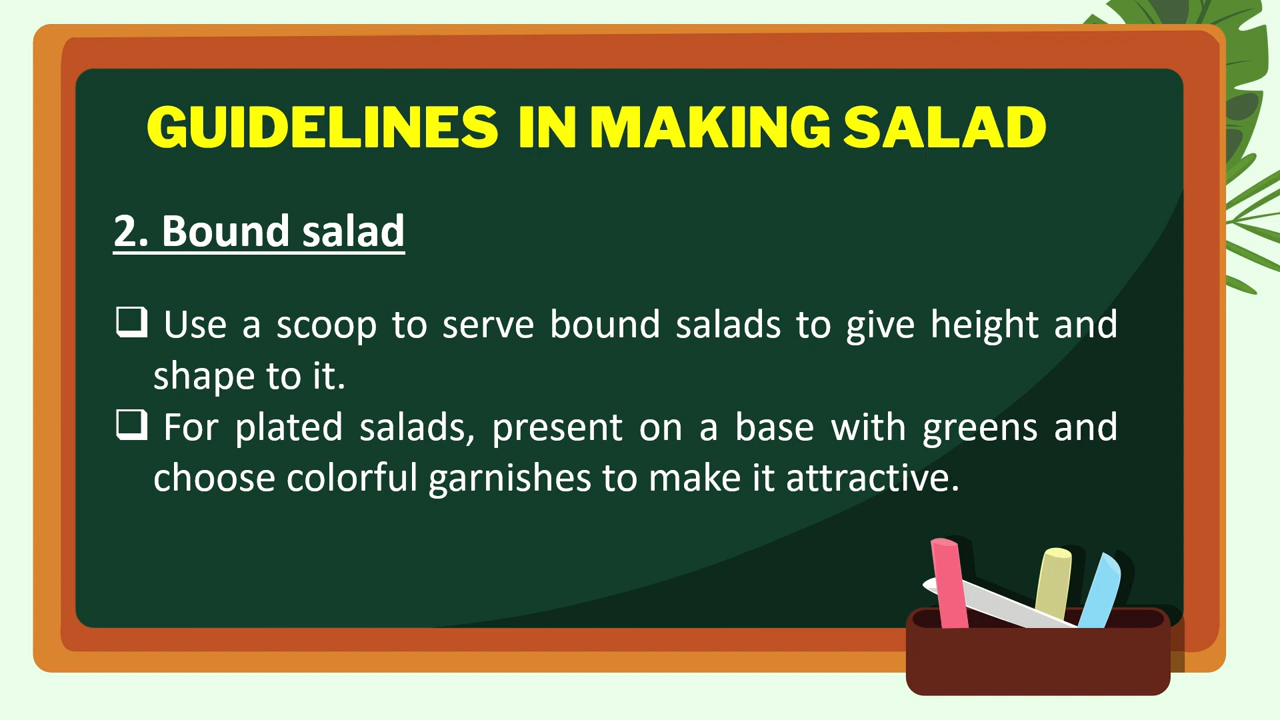 GUIDELINES IN MAKING SALAD
2. Bound salad
❑ Use a scoop to serve bound salads to give height and
shape to it.
❑ For plated salads, present on a base with greens and
choose colorful garnishes to make it attractive.